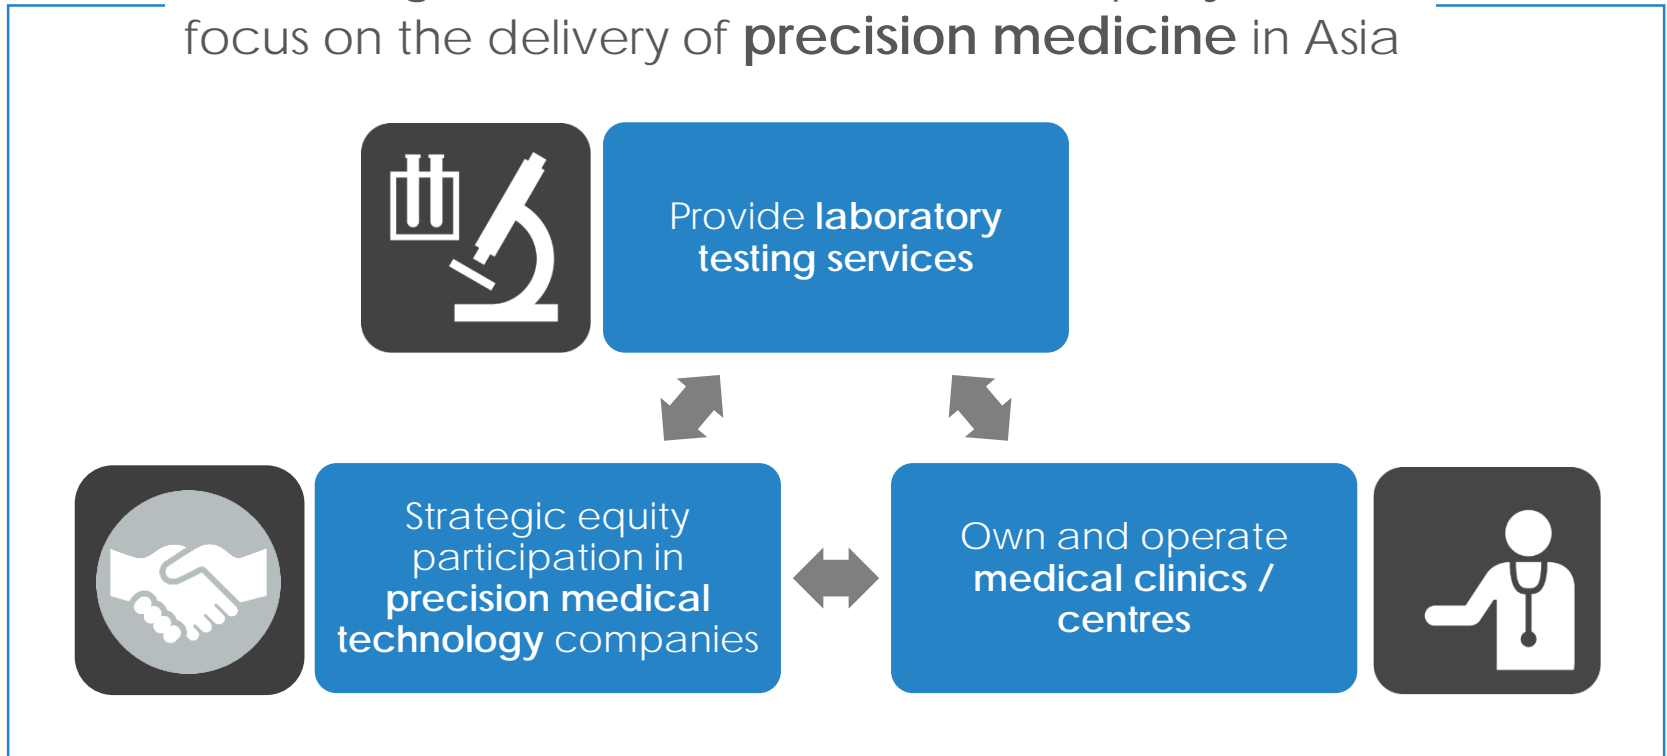 focus on the delivery of precision medicine in Asia
Provide laboratory
testing services
Strategic equity
participation in
precision medical
technology companies
Own and operate
medical clinics /
centres